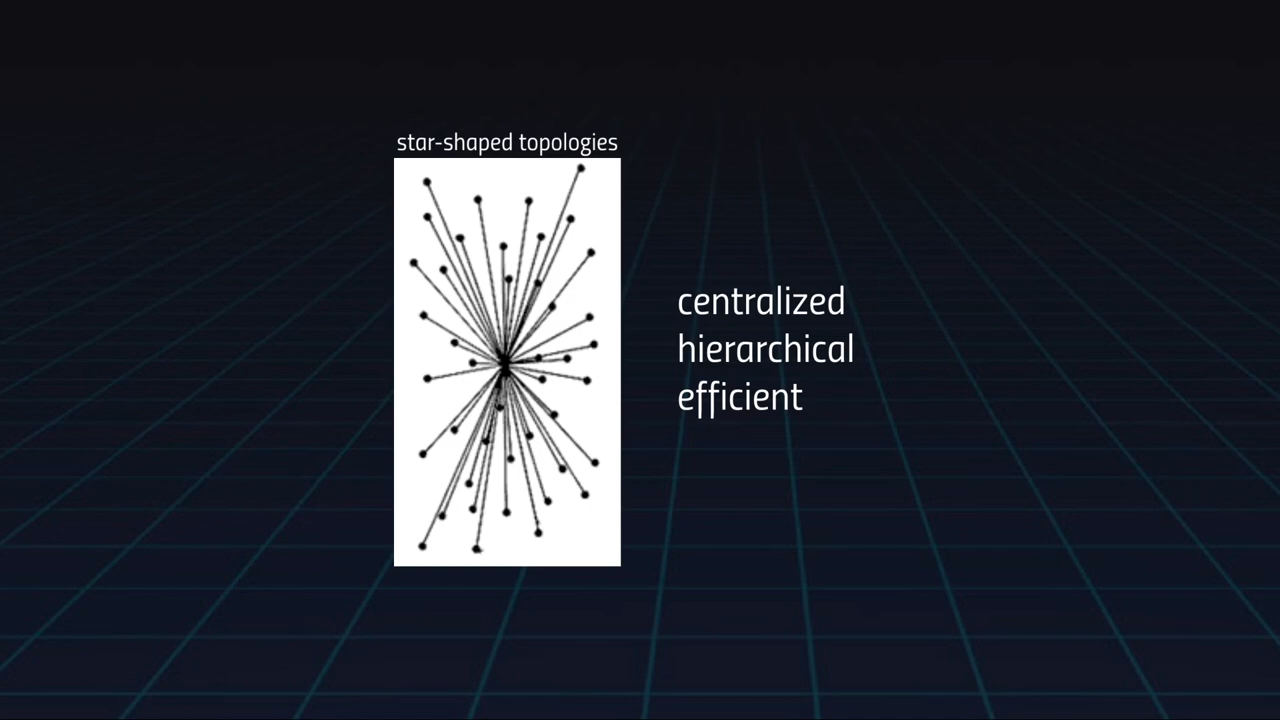 star-shaped topologies
centralized
hierarchical
efficient